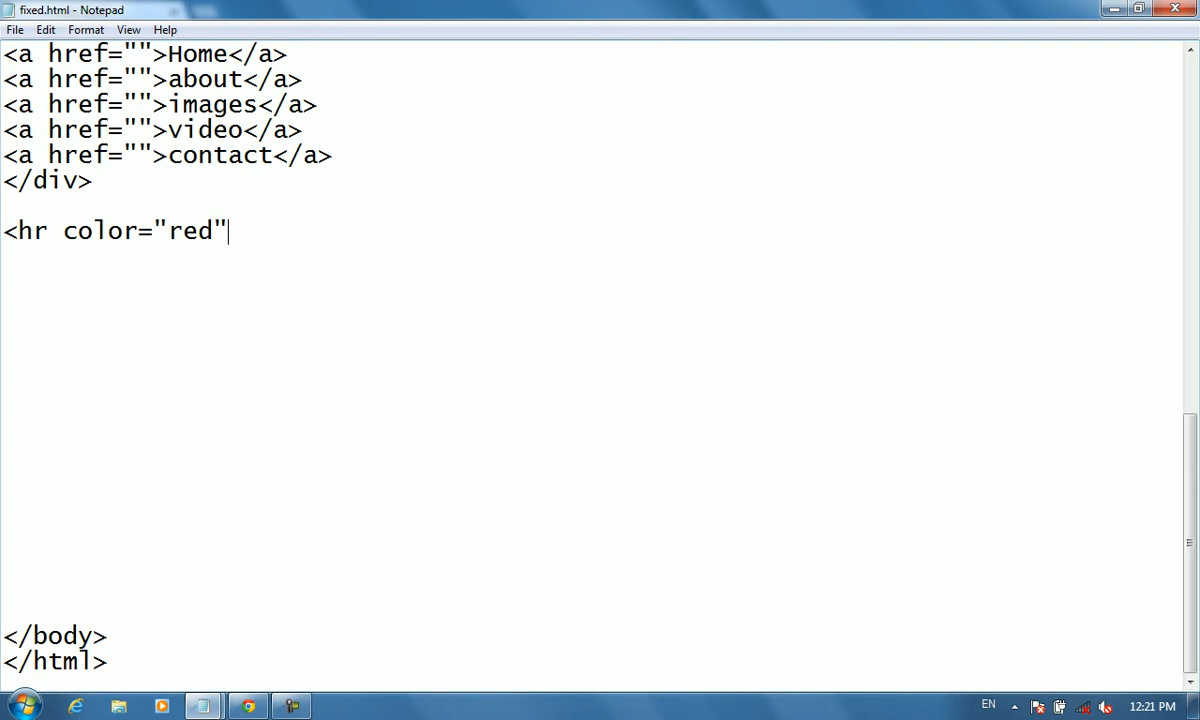 fixed.html - Notepad
File Edit Format View Help
<a href="">Home</a>
<a href="">about</a>
<a href="">images</a>
<a href="">video</a>
<a href="">contact</a>
</div>
<hr color="red"
</body>
</html>
EN 12:21 PM